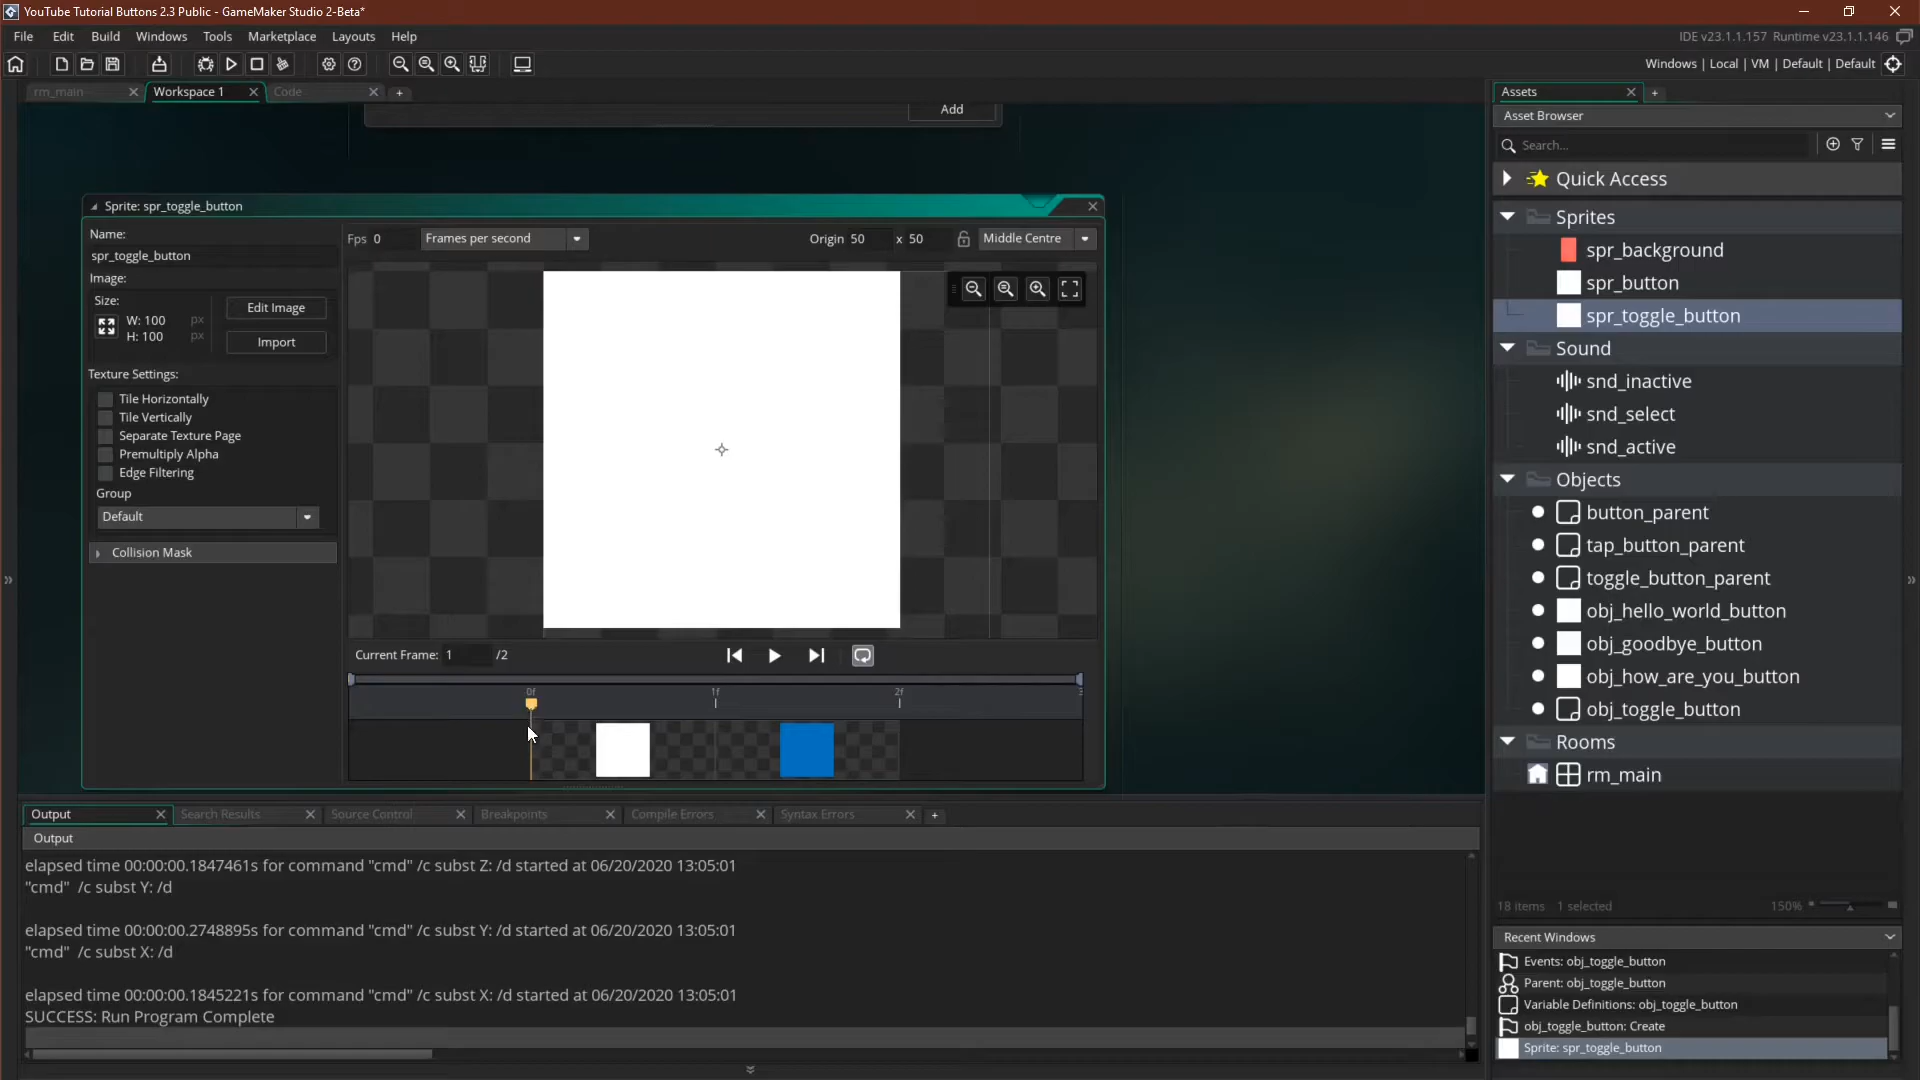 YouTube Tutorial Buttons 2.3 Public - GameMaker Studio 2-Beta*
File Edit Build Windows Tools Marketplace Layouts Help
IDE v23.1.1.157 Runtime v23.1.1.146
Windows | Local | VM | Default | Default
rm_main
Workspace 1
Code
Add
Sprite: spr_toggle_button
Name:
spr_toggle_button
Image:
Size:
W: 100 px
H: 100 px
Edit Image
Import
Texture Settings:
Tile Horizontally
Tile Vertically
Separate Texture Page
Premultiply Alpha
Edge Filtering
Group
Default
Collision Mask
Fps 0
Frames per second
Origin 50 x 50
Middle Centre
Current Frame: 1 /2
0f
1f
2f
Output
Search Results
Source Control
Breakpoints
Compile Errors
Syntax Errors
Output
elapsed time 00:00:00.1847461s for command "cmd" /c subst Z: /d started at 06/20/2020 13:05:01
"cmd" /c subst Y: /d
elapsed time 00:00:00.2748895s for command "cmd" /c subst Y: /d started at 06/20/2020 13:05:01
"cmd" /c subst X: /d
elapsed time 00:00:00.1845221s for command "cmd" /c subst X: /d started at 06/20/2020 13:05:01
SUCCESS: Run Program Complete
Assets
Asset Browser
Search...
Quick Access
Sprites
spr_background
spr_button
spr_toggle_button
Sound
snd_inactive
snd_select
snd_active
Objects
button_parent
tap_button_parent
toggle_button_parent
obj_hello_world_button
obj_goodbye_button
obj_how_are_you_button
obj_toggle_button
Rooms
rm_main
18 items 1 selected
150%
Recent Windows
Events: obj_toggle_button
Parent: obj_toggle_button
Variable Definitions: obj_toggle_button
obj_toggle_button: Create
Sprite: spr_toggle_button